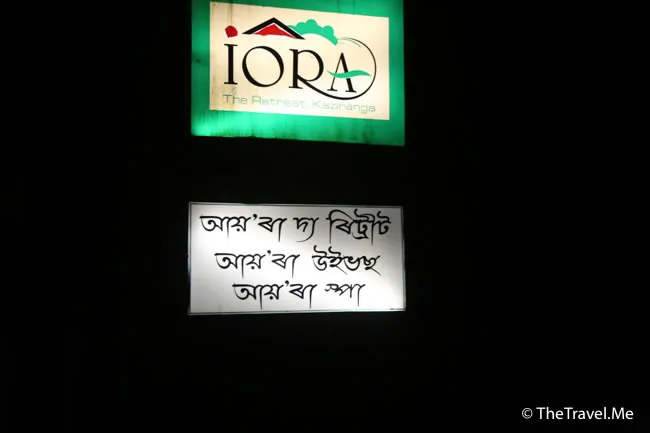 IORA
The Retreat, Kaziranga
আয়'ৰা দ্য ৰিট্ৰীট
আয়'ৰা উইভছ
আয়'ৰা স্পা
© TheTravel.Me